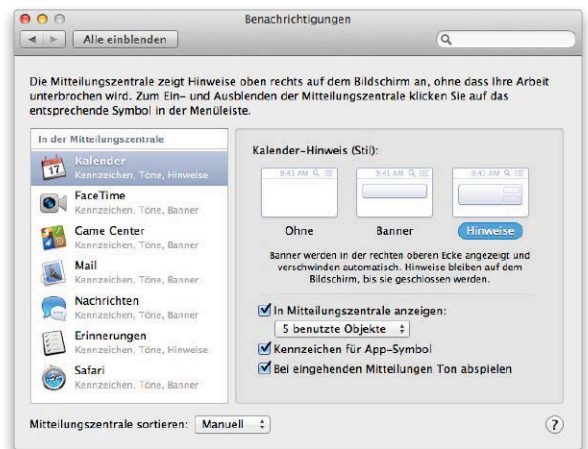 Benachrichtigungen
Alle einblenden
Die Mitteilungszentrale zeigt Hinweise oben rechts auf dem Bildschirm an, ohne dass Ihre Arbeit
unterbrochen wird. Zum Ein- und Ausblenden der Mitteilungszentrale klicken Sie auf das
entsprechende Symbol in der Menüleiste.
In der Mitteilungszentrale
17
Kalender
Kennzeichen, Töne, Hinweise
FaceTime
Kennzeichen, Töne, Banner
Game Center
Kennzeichen, Töne, Banner
Mail
Kennzeichen, Töne, Banner
Nachrichten
Kennzeichen, Töne, Banner
Erinnerungen
Kennzeichen, Töne, Hinweise
Safari
Kennzeichen, Töne, Banner
Kalender-Hinweis (Stil):
9:41 AM
9:41 AM
9:41 AM
Ohne
Banner
Hinweise
Banner werden in der rechten oberen Ecke angezeigt und
verschwinden automatisch. Hinweise bleiben auf dem
Bildschirm, bis sie geschlossen werden.
In Mitteilungszentrale anzeigen:
5 benutzte Objekte
Kennzeichen für App-Symbol
Bei eingehenden Mitteilungen Ton abspielen
Mitteilungszentrale sortieren: Manuell
?